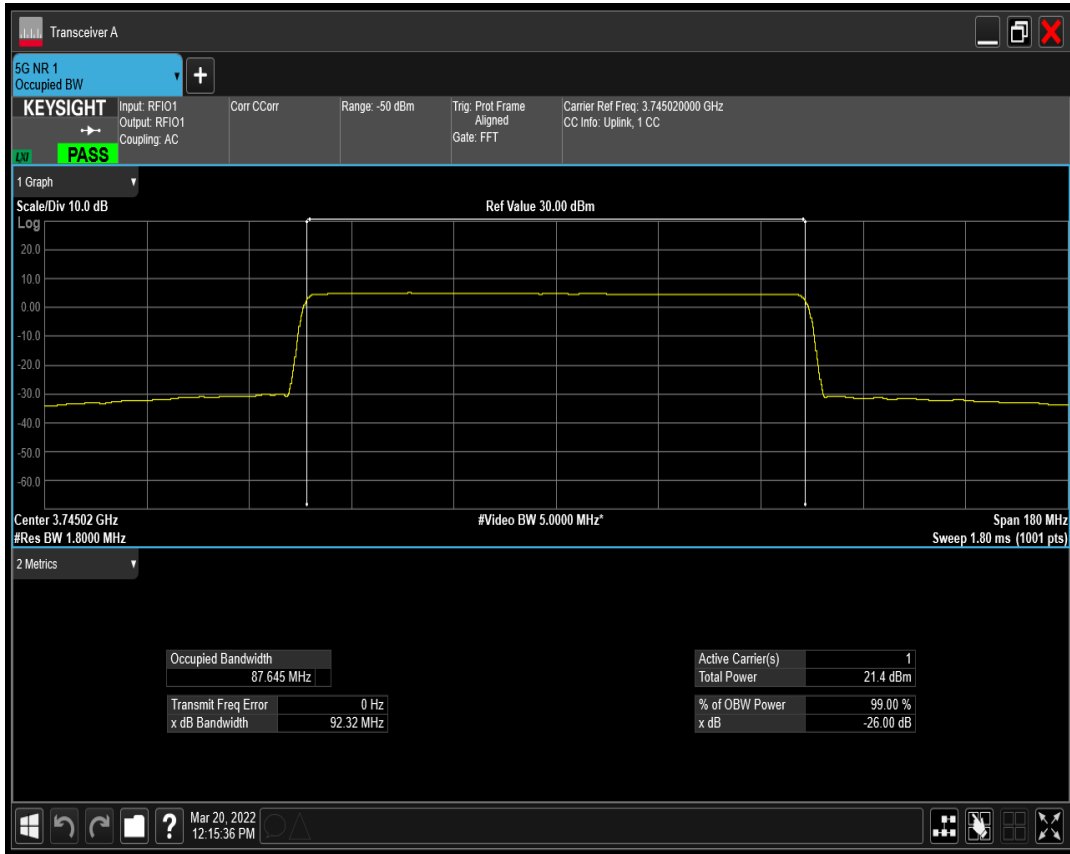 Transceiver A
5G NR 1
Occupied BW
+
KEYSIGHT
LXI
PASS
Input: RFIO1
Output: RFIO1
Coupling: AC
Corr CCorr
Range: -50 dBm
Trig: Prot Frame
Aligned
Gate: FFT
Carrier Ref Freq: 3.745020000 GHz
CC Info: Uplink, 1 CC
1 Graph
Scale/Div 10.0 dB
Ref Value 30.00 dBm
Log
20.0
10.0
0.00
-10.0
-20.0
-30.0
-40.0
-50.0
-60.0
Center 3.74502 GHz
#Video BW 5.0000 MHz*
Span 180 MHz
#Res BW 1.8000 MHz
Sweep 1.80 ms (1001 pts)
2 Metrics
Occupied Bandwidth
87.645 MHz
Transmit Freq Error 0 Hz
x dB Bandwidth 92.32 MHz
Active Carrier(s) 1
Total Power 21.4 dBm
% of OBW Power 99.00 %
x dB -26.00 dB
?
Mar 20, 2022
12:15:36 PM